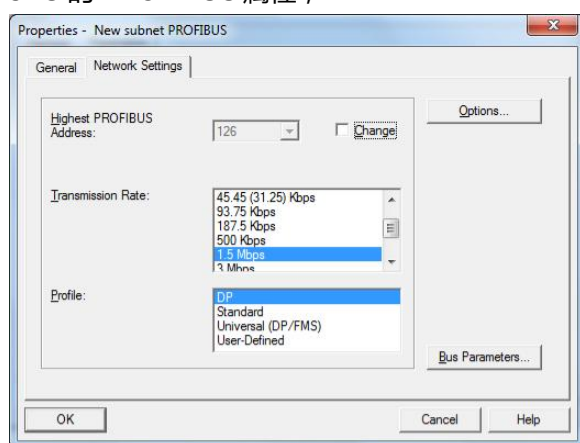 Properties - New subnet PROFIBUS
General Network Settings
Highest PROFIBUS
Address:
126
Change
Options...
Transmission Rate:
45.45 (31.25) Kbps
93.75 Kbps
187.5 Kbps
500 Kbps
1.5 Mbps
3 Mbps
Profile:
DP
Standard
Universal (DP/FMS)
User-Defined
Bus Parameters...
OK
Cancel
Help